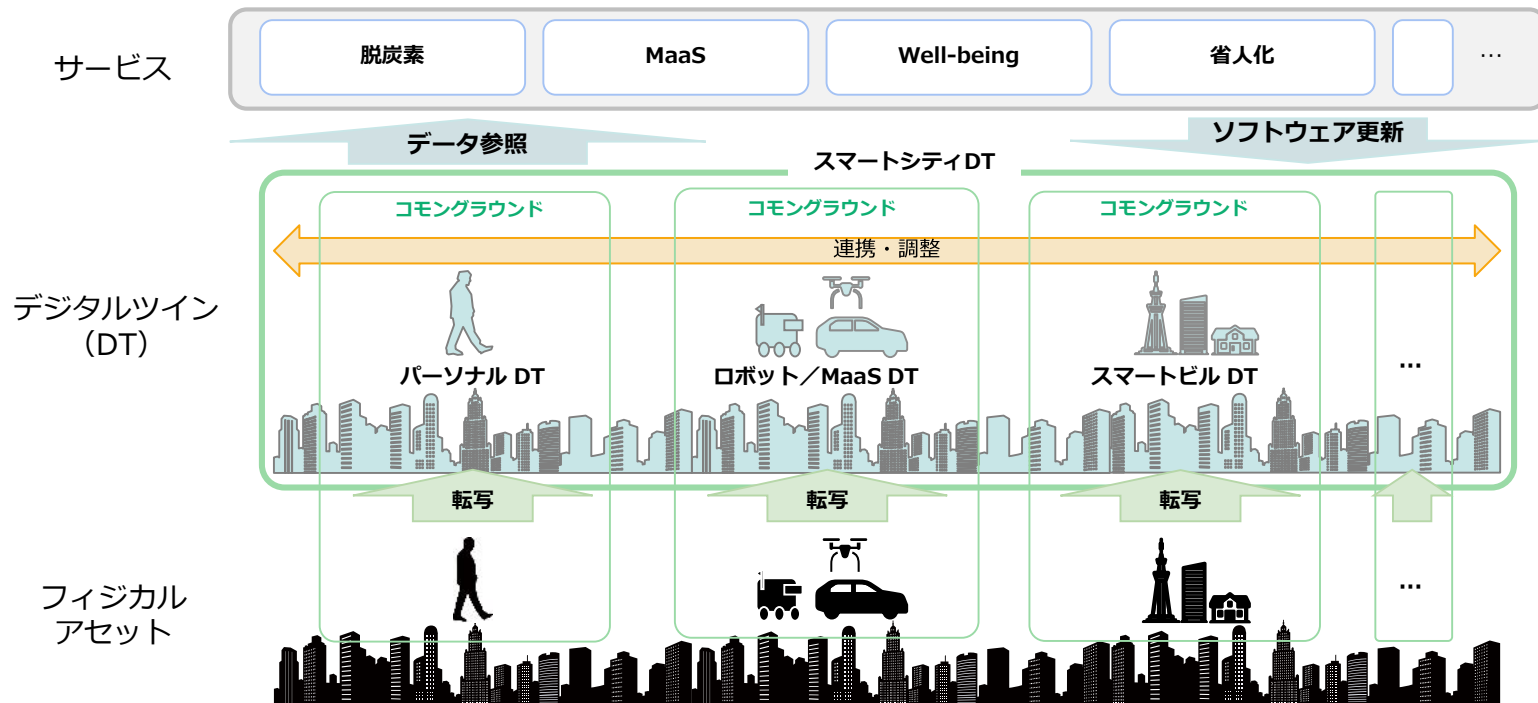 サービス
脱炭素
MaaS
Well-being
省人化
…
データ参照
ソフトウェア更新
スマートシティDT
コモングラウンド
コモングラウンド
コモングラウンド
連携・調整
デジタルツイン
（DT）
パーソナル DT
ロボット／MaaS DT
スマートビル DT
…
転写
転写
転写
フィジカル
アセット
…